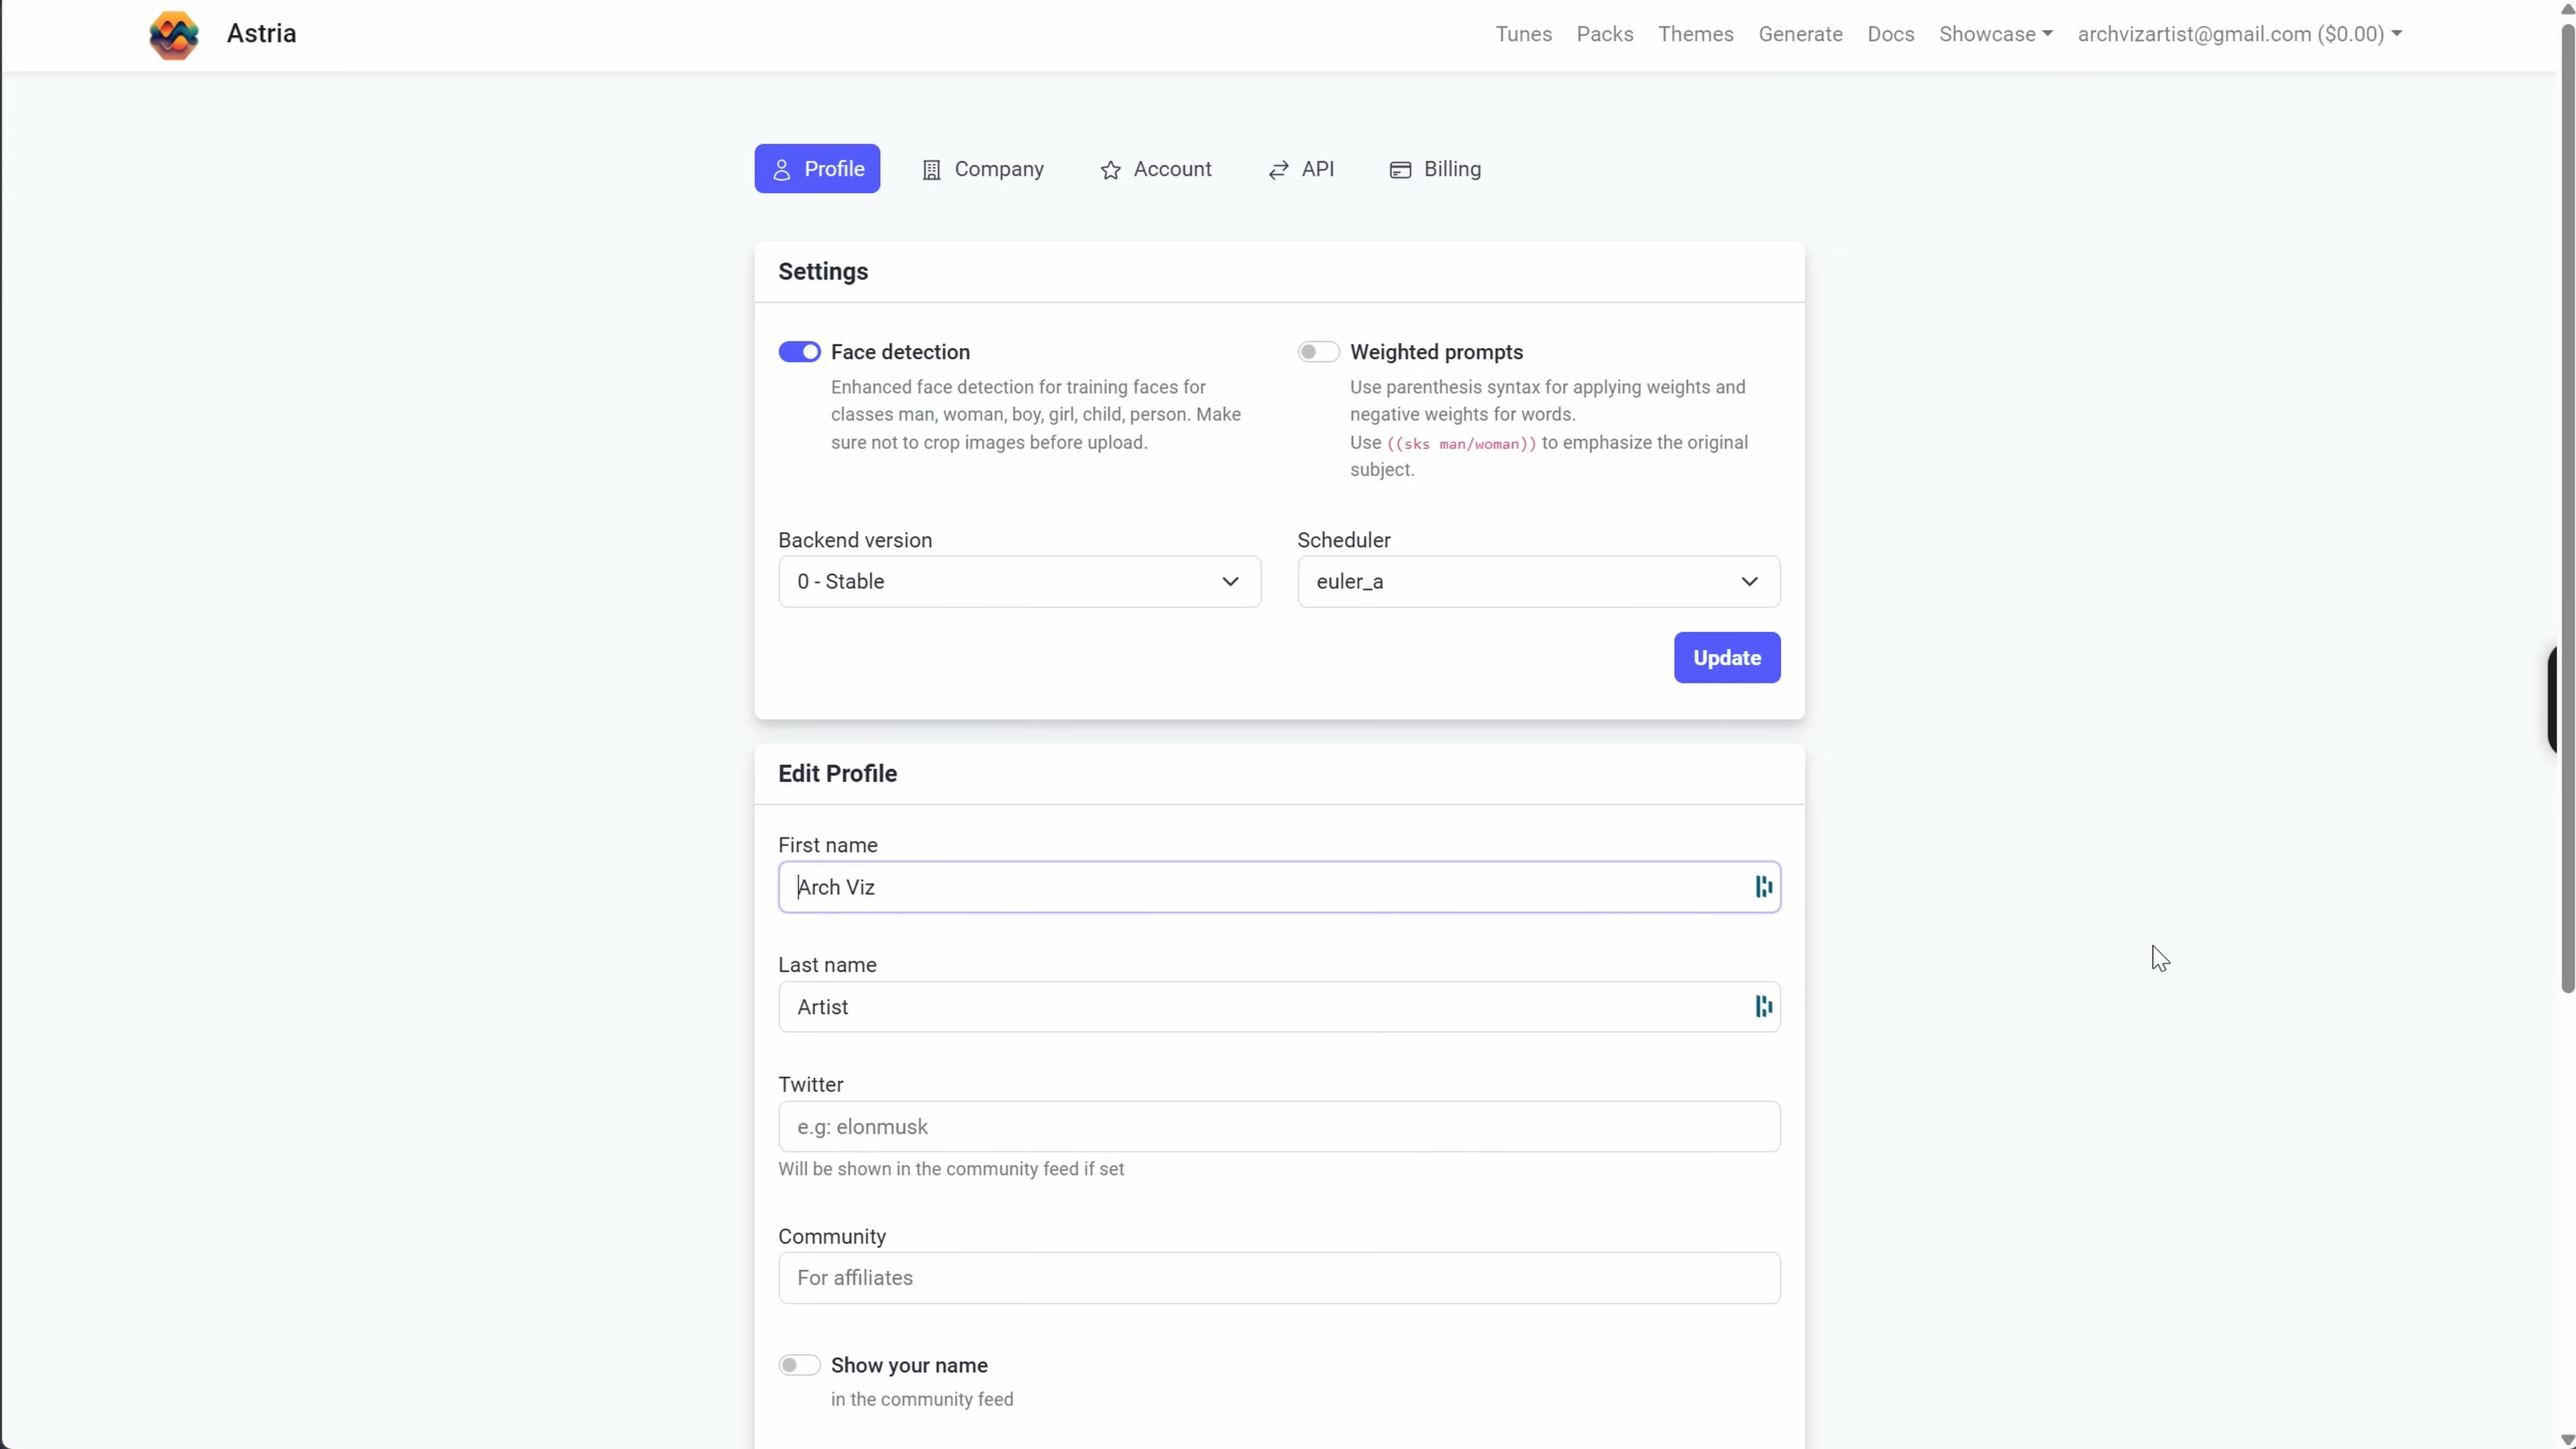 Astria
Tunes Packs Themes Generate Docs Showcase archvizartist@gmail.com ($0.00)
Profile Company Account API Billing
Settings
Face detection
Enhanced face detection for training faces for
classes man, woman, boy, girl, child, person. Make
sure not to crop images before upload.
Weighted prompts
Use parenthesis syntax for applying weights and
negative weights for words.
Use ((sks man/woman)) to emphasize the original
subject.
Backend version
0 - Stable
Scheduler
euler_a
Update
Edit Profile
First name
Arch Viz
Last name
Artist
Twitter
e.g: elonmusk
Will be shown in the community feed if set
Community
For affiliates
Show your name
in the community feed